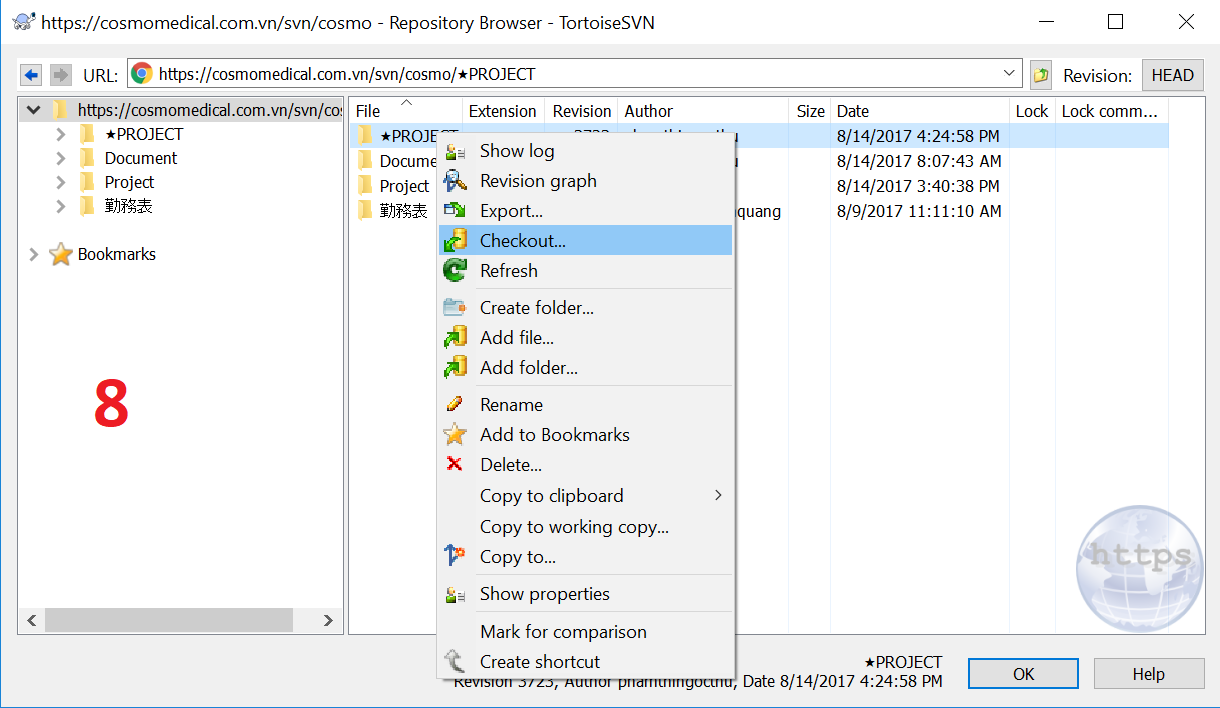 https://cosmomedical.com.vn/svn/cosmo - Repository Browser - TortoiseSVN
URL: https://cosmomedical.com.vn/svn/cosmo/★PROJECT Revision: HEAD
https://cosmomedical.com.vn/svn/cos
★PROJECT
Document
Project
勤務表
Bookmarks
8
File Extension Revision Author Size Date Lock Lock comm...
★PROJECT 3723 8/14/2017 4:24:58 PM
Docume 8/14/2017 8:07:43 AM
Project 8/14/2017 3:40:38 PM
勤務表 quang 8/9/2017 11:11:10 AM
Show log
Revision graph
Export...
Checkout...
Refresh
Create folder...
Add file...
Add folder...
Rename
Add to Bookmarks
Delete...
Copy to clipboard
Copy to working copy...
Copy to...
Show properties
Mark for comparison
Create shortcut
https
★PROJECT
Revision 3723, Author phamthingocthu, Date 8/14/2017 4:24:58 PM
OK Help